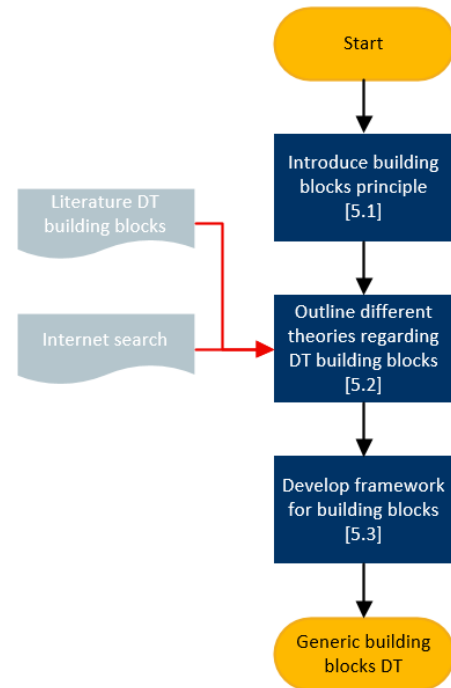 Start
Introduce building
blocks principle
[5.1]
Literature DT
building blocks
Internet search
Outline different
theories regarding
DT building blocks
[5.2]
Develop framework
for building blocks
[5.3]
Generic building
blocks DT